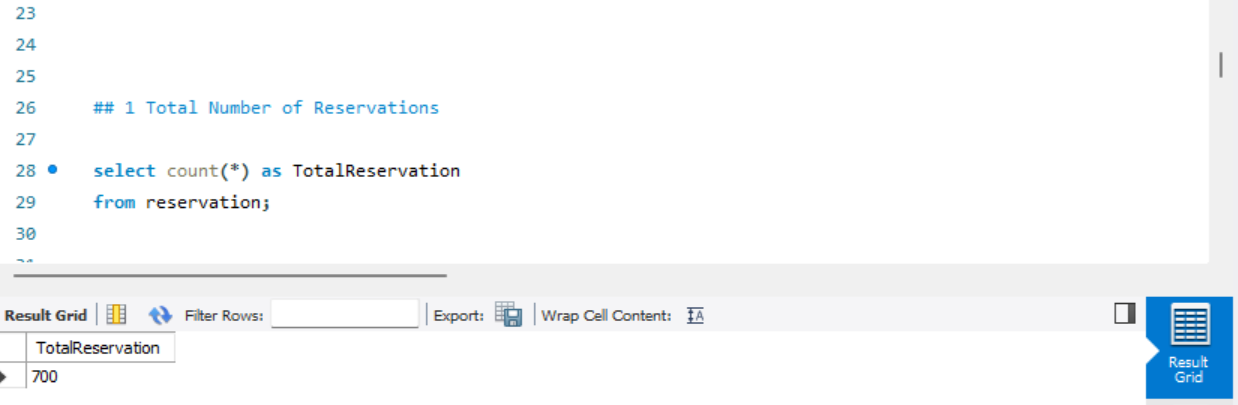 23
24
25
26 ## 1 Total Number of Reservations
27
28 select count(*) as TotalReservation
29 from reservation;
30
Result Grid Filter Rows: Export: Wrap Cell Content: IA
TotalReservation
700
Result
Grid